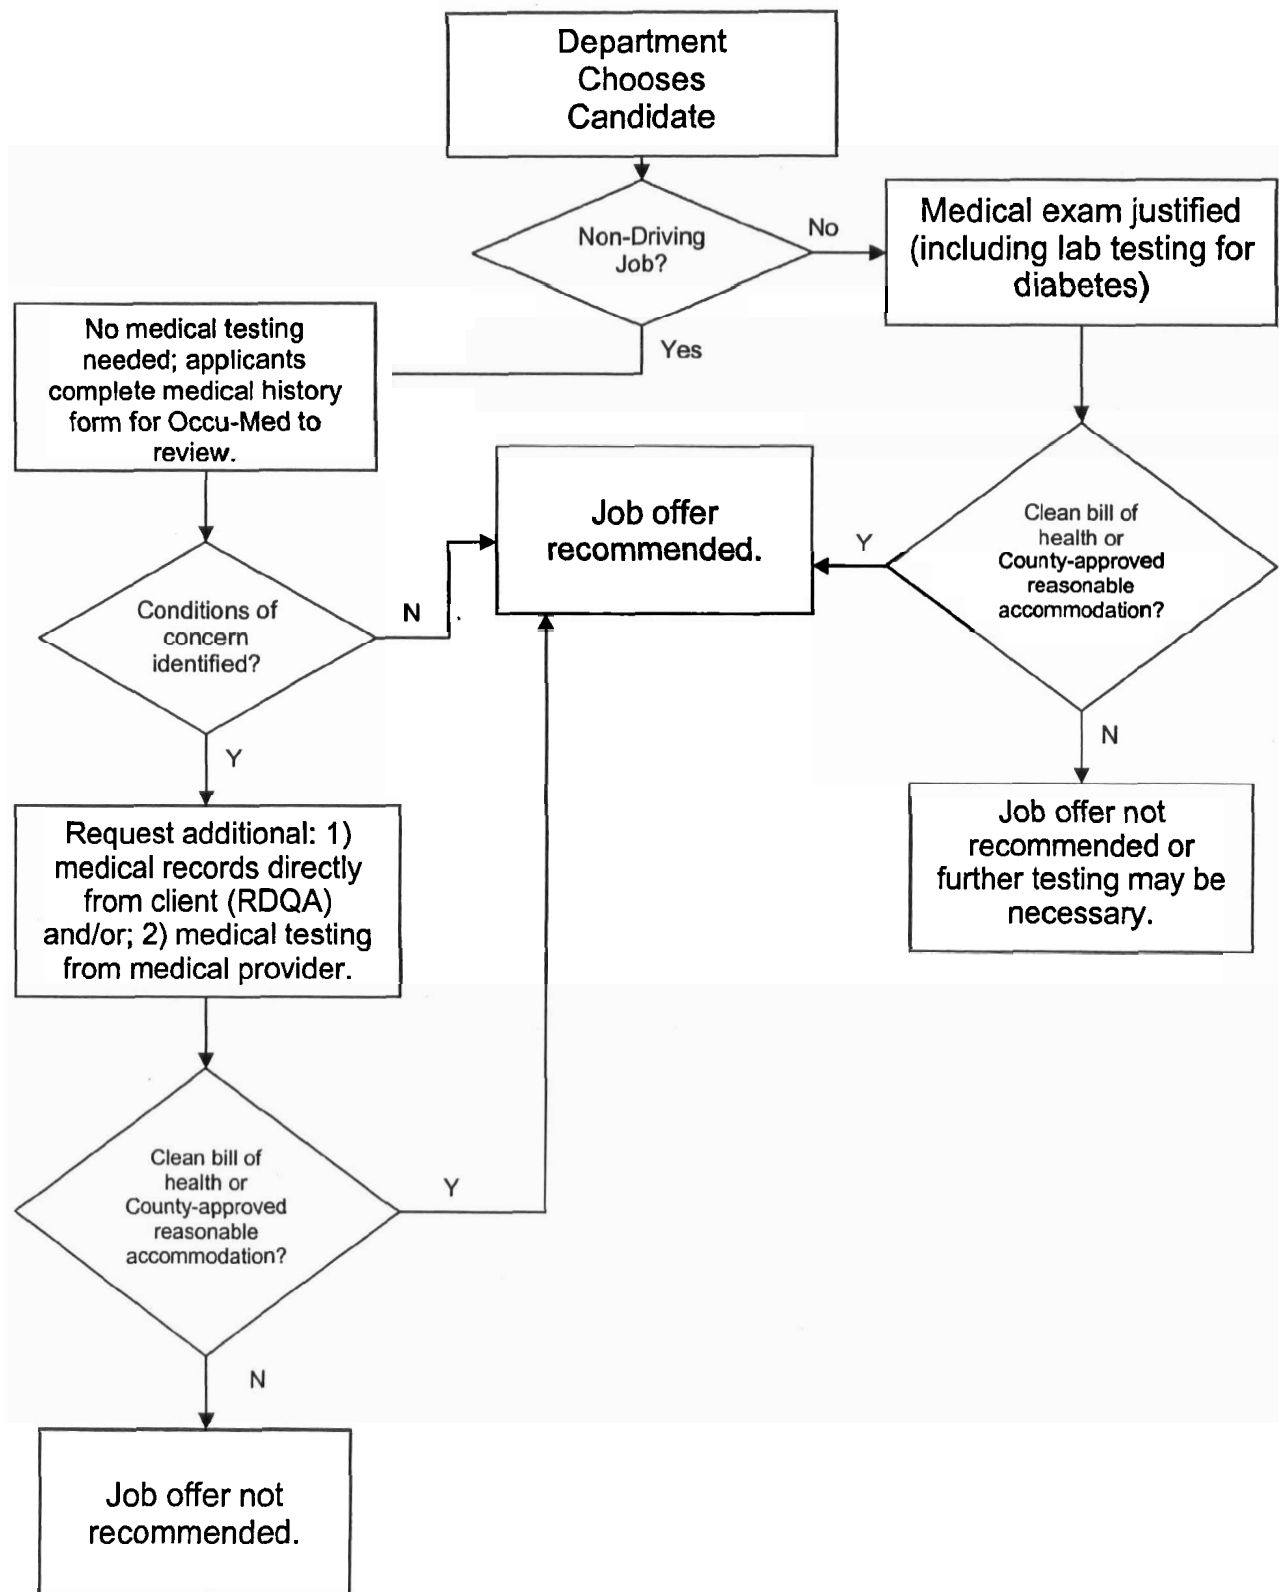 Department
Chooses
Candidate
Non-Driving
Job?
No
Medical exam justified
(including lab testing for
diabetes)
Yes
No medical testing
needed; applicants
complete medical history
form for Occu-Med to
review.
Job offer
recommended.
Y
Clean bill of
health or
County-approved
reasonable
accommodation?
Conditions of
concern
identified?
N
Y
N
Job offer not
recommended or
further testing may be
necessary.
Request additional: 1)
medical records directly
from client (RDQA)
and/or; 2) medical testing
from medical provider.
Clean bill of
health or
County-approved
reasonable
accommodation?
Y
N
Job offer not
recommended.